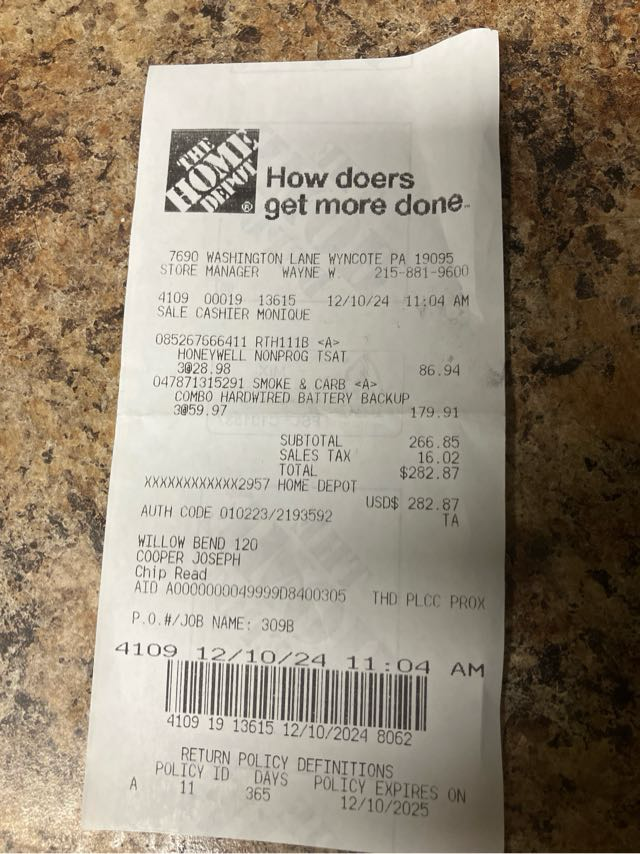 THE
HOME
DEPOT ®
How doers
get more done™
7690 WASHINGTON LANE WYNCOTE PA 19095
STORE MANAGER WAYNE W. 215-881-9600
4109 00019 13615 12/10/24 11:04 AM
SALE CASHIER MONIQUE
085267666411 RTH111B <A>
HONEYWELL NONPROG TSAT
3@28.98 86.94
047871315291 SMOKE & CARB <A>
COMBO HARDWIRED BATTERY BACKUP
3@59.97 179.91
SUBTOTAL 266.85
SALES TAX 16.02
TOTAL $282.87
XXXXXXXXXXXX2957 HOME DEPOT
USD$ 282.87
AUTH CODE 010223/2193592 TA
WILLOW BEND 120
COOPER JOSEPH
Chip Read
AID A0000000049999D8400305 THD PLCC PROX
P.O.#/JOB NAME: 309B
4109 12/10/24 11:04 AM
4109 19 13615 12/10/2024 8062
RETURN POLICY DEFINITIONS
POLICY ID DAYS POLICY EXPIRES ON
A 11 365 12/10/2025